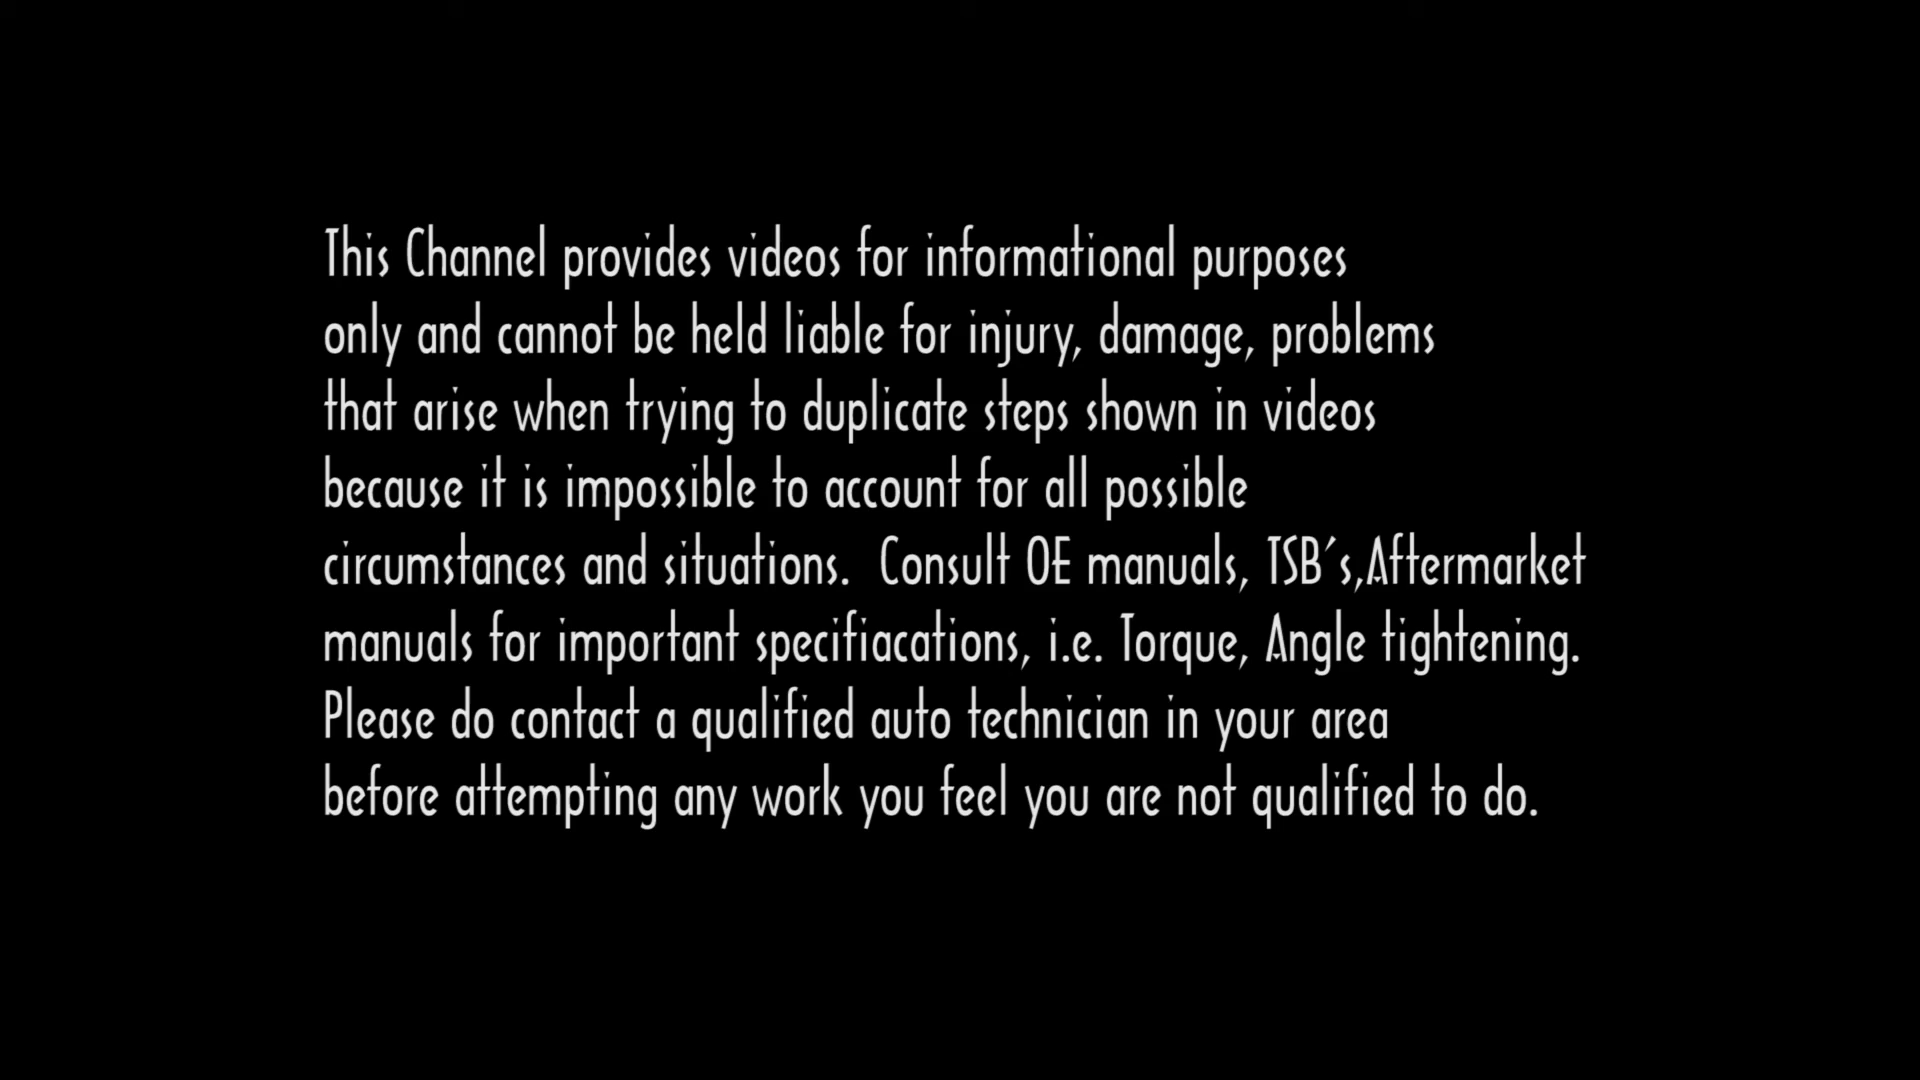 This Channel provides videos for informational purposes
only and cannot be held liable for injury, damage, problems
that arise when trying to duplicate steps shown in videos
because it is impossible to account for all possible
circumstances and situations.  Consult OE manuals, TSB's,Aftermarket
manuals for important specifiacations, i.e. Torque, Angle tightening.
Please do contact a qualified auto technician in your area
before attempting any work you feel you are not qualified to do.